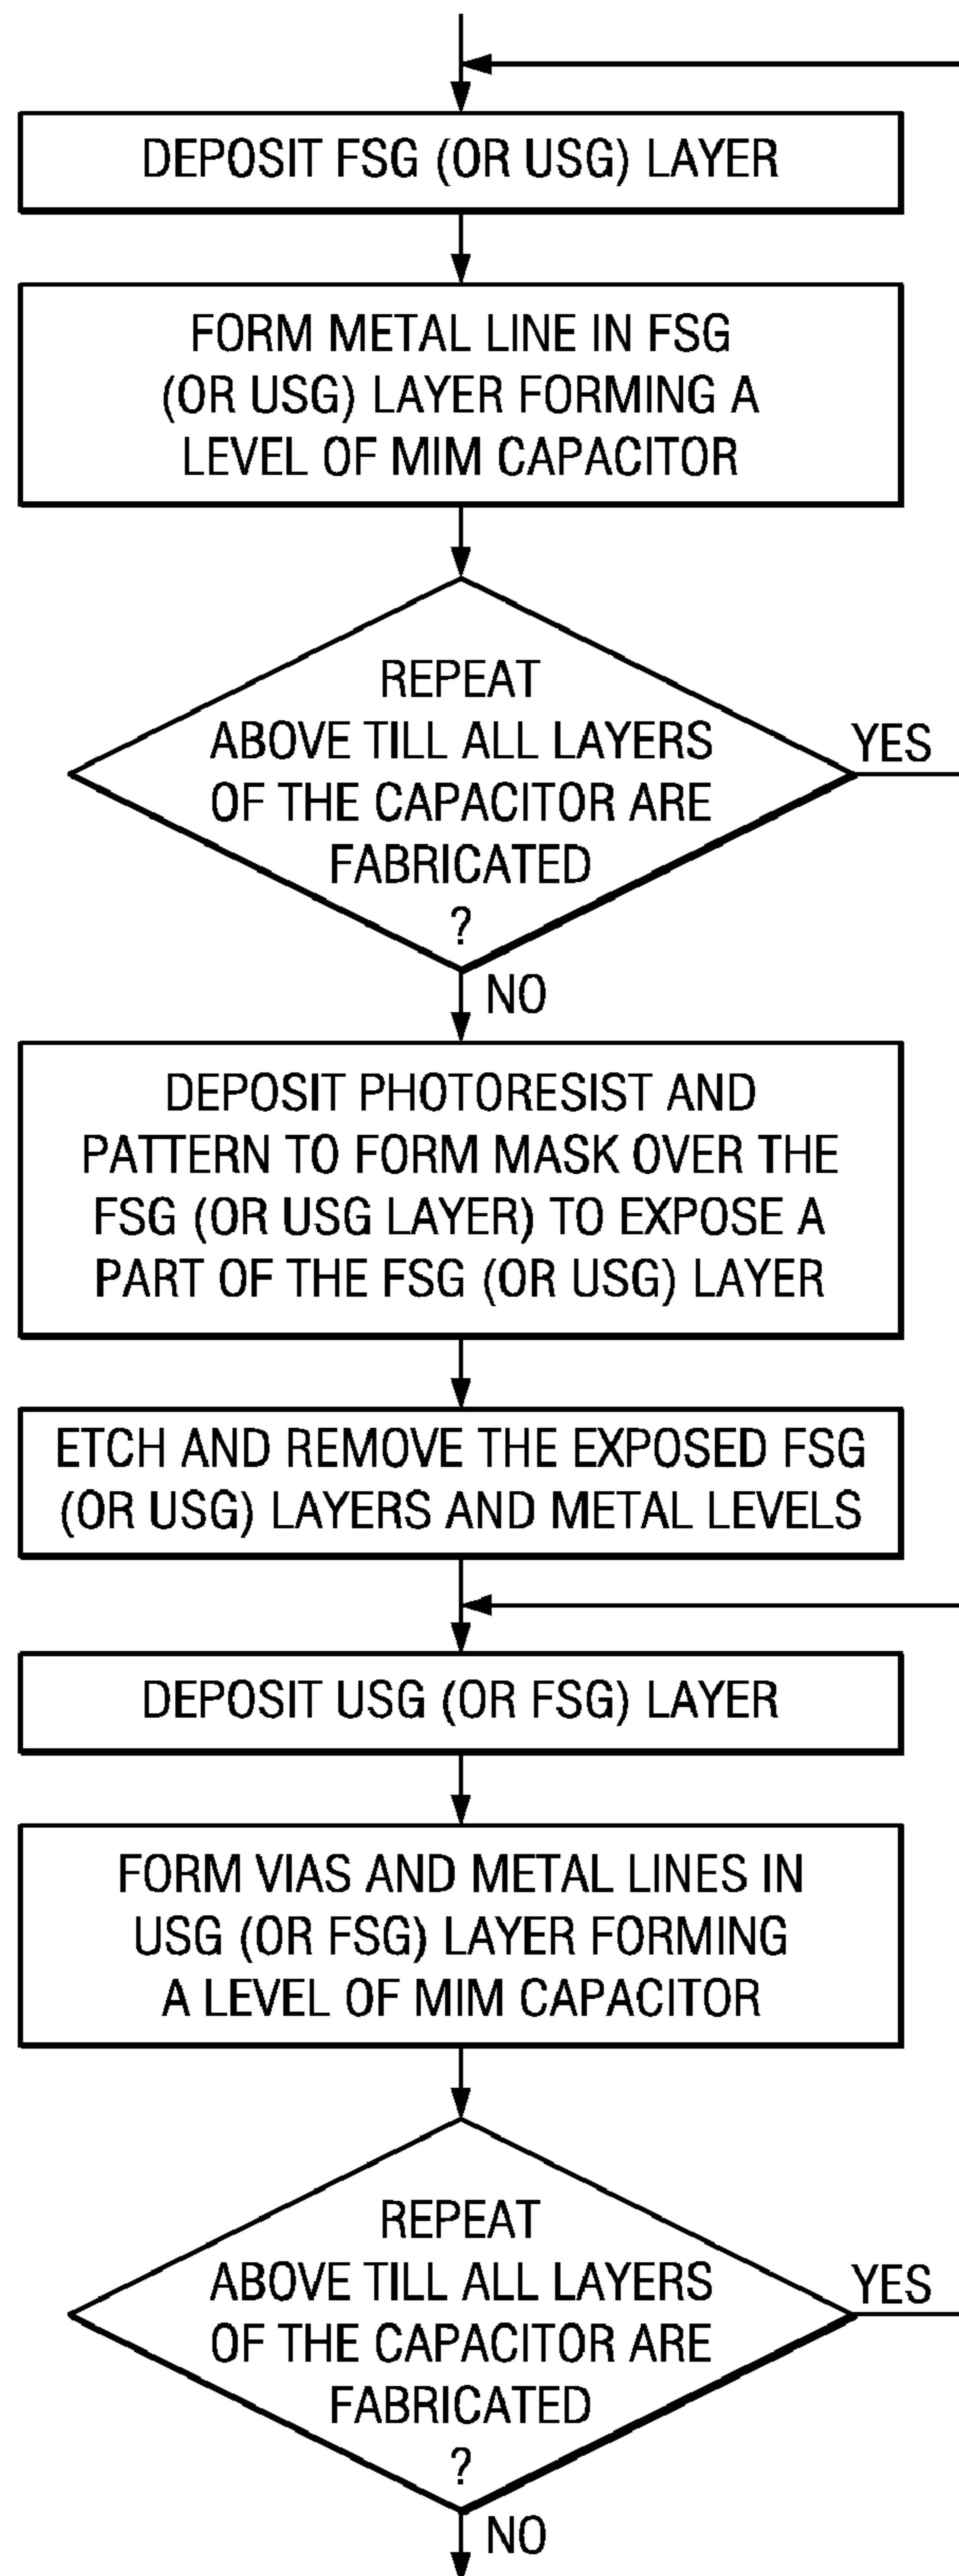 DEPOSIT FSG (OR USG) LAYER
FORM METAL LINE IN FSG
(OR USG) LAYER FORMING A
LEVEL OF MIM CAPACITOR
REPEAT
ABOVE TILL ALL LAYERS
OF THE CAPACITOR ARE
FABRICATED
?
YES
NO
DEPOSIT PHOTORESIST AND
PATTERN TO FORM MASK OVER THE
FSG (OR USG LAYER) TO EXPOSE A
PART OF THE FSG (OR USG) LAYER
ETCH AND REMOVE THE EXPOSED FSG
(OR USG) LAYERS AND METAL LEVELS
DEPOSIT USG (OR FSG) LAYER
FORM VIAS AND METAL LINES IN
USG (OR FSG) LAYER FORMING
A LEVEL OF MIM CAPACITOR
REPEAT
ABOVE TILL ALL LAYERS
OF THE CAPACITOR ARE
FABRICATED
?
YES
NO